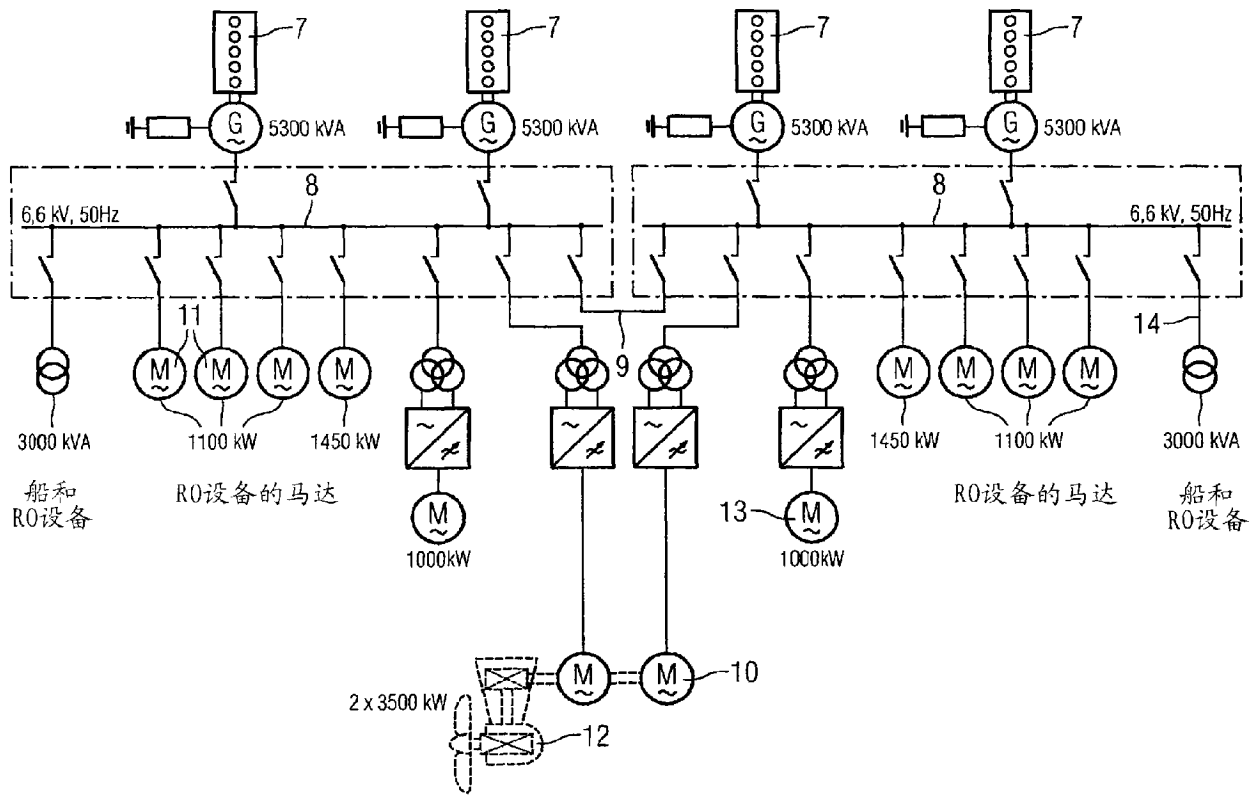 7
7
7
7
G
~
5300 kVA
G
~
5300 kVA
G
~
5300 kVA
G
~
5300 kVA
8
8
6,6 kV, 50Hz
6,6 kV, 50Hz
11
9
14
M
~
M
~
M
~
M
~
M
~
M
~
M
~
M
~
3000 kVA
1100 kW
1450 kW
~
~
~
~
1450 kW
1100 kW
3000 kVA
船和
RO设备
RO设备的马达
RO设备的马达
船和
RO设备
M
~
1000kW
13
M
~
1000kW
M
~
M
~
10
2 x 3500 kW
12